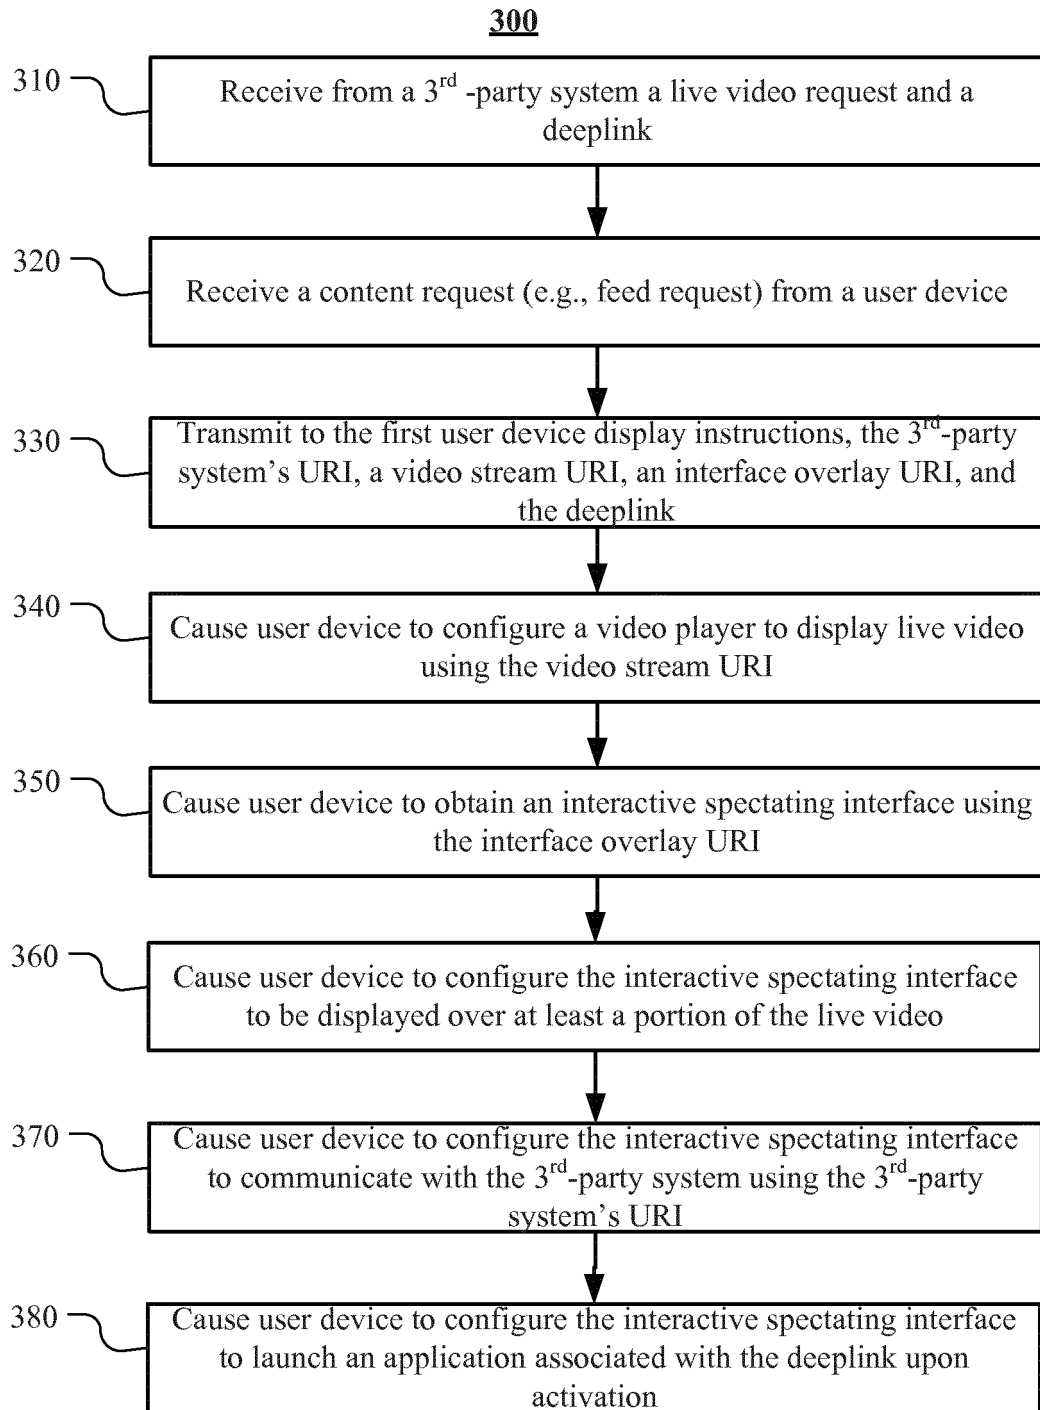 300
310
Receive from a 3rd -party system a live video request and a
deeplink
320
Receive a content request (e.g., feed request) from a user device
330
Transmit to the first user device display instructions, the 3rd-party
system's URI, a video stream URI, an interface overlay URI, and
the deeplink
340
Cause user device to configure a video player to display live video
using the video stream URI
350
Cause user device to obtain an interactive spectating interface using
the interface overlay URI
360
Cause user device to configure the interactive spectating interface
to be displayed over at least a portion of the live video
370
Cause user device to configure the interactive spectating interface
to communicate with the 3rd-party system using the 3rd-party
system's URI
380
Cause user device to configure the interactive spectating interface
to launch an application associated with the deeplink upon
activation